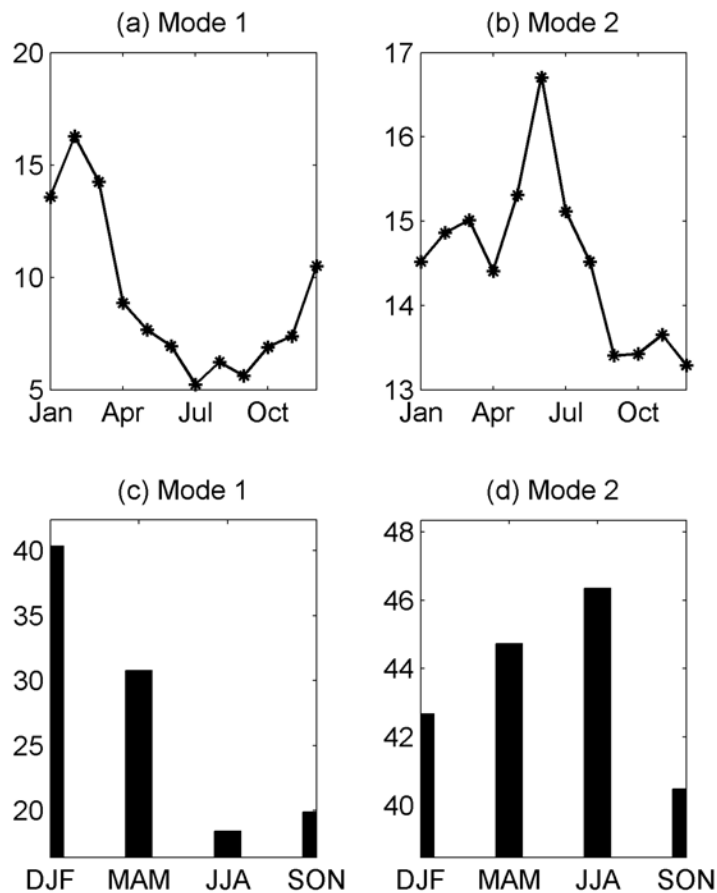 (a) Mode 1
20
15
10
5
Jan Apr Jul Oct
(b) Mode 2
17
16
15
14
13
Jan Apr Jul Oct
(c) Mode 1
40
35
30
25
20
DJF MAM JJA SON
(d) Mode 2
48
46
44
42
40
DJF MAM JJA SON